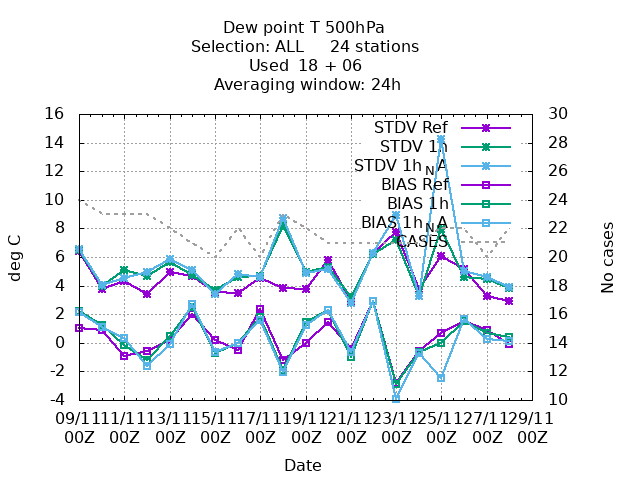 Dew point T 500hPa
Selection: ALL 24 stations
Used 18 + 06
Averaging window: 24h
16 30
14 28
12 26
10 24
8 22
6 20
4 18
2 16
0 14
-2 12
-4 10
STDV Ref
STDV 1h
STDV 1hNA
BIAS Ref
BIAS 1h
BIAS 1hNA
CASES
deg C
No cases
09/11 11/11 13/11 15/11 17/11 19/11 21/11 23/11 25/11 27/11 29/11
00Z 00Z 00Z 00Z 00Z 00Z 00Z 00Z 00Z 00Z 00Z
Date